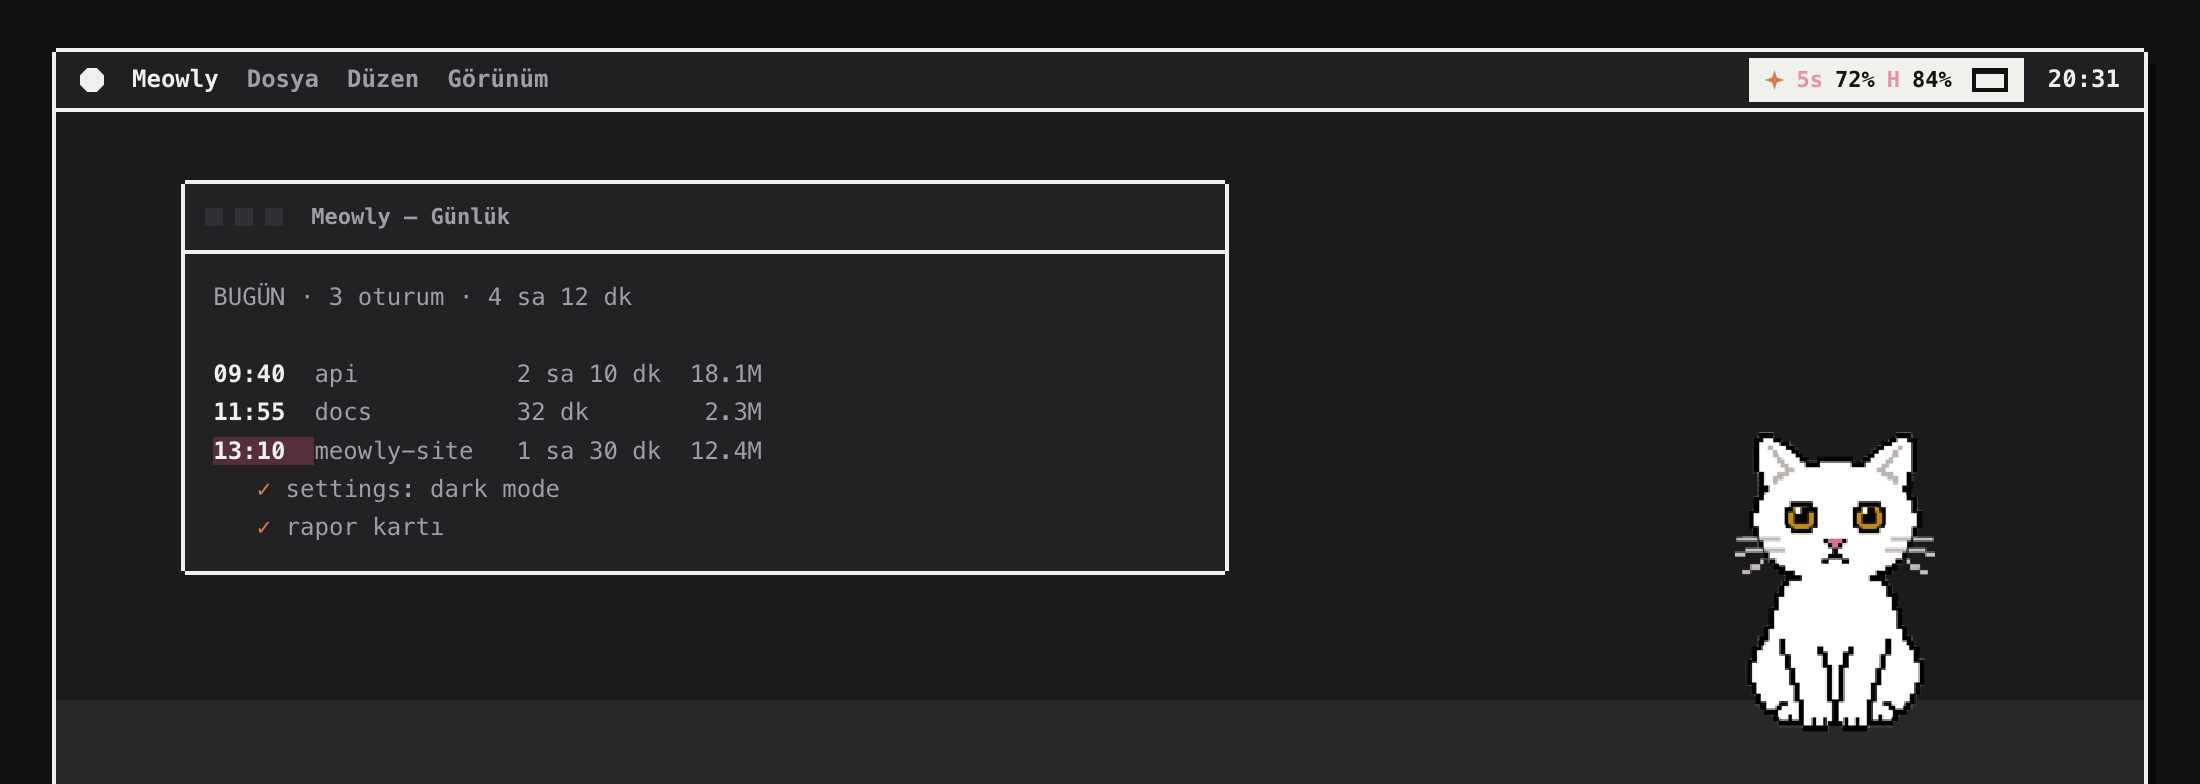 Meowly Dosya Düzen Görünüm 5s 72% H 84% 20:31
Meowly — Günlük
BUGÜN · 3 oturum · 4 sa 12 dk
09:40 api 2 sa 10 dk 18.1M
11:55 docs 32 dk 2.3M
13:10 meowly-site 1 sa 30 dk 12.4M
✓ settings: dark mode
✓ rapor kartı